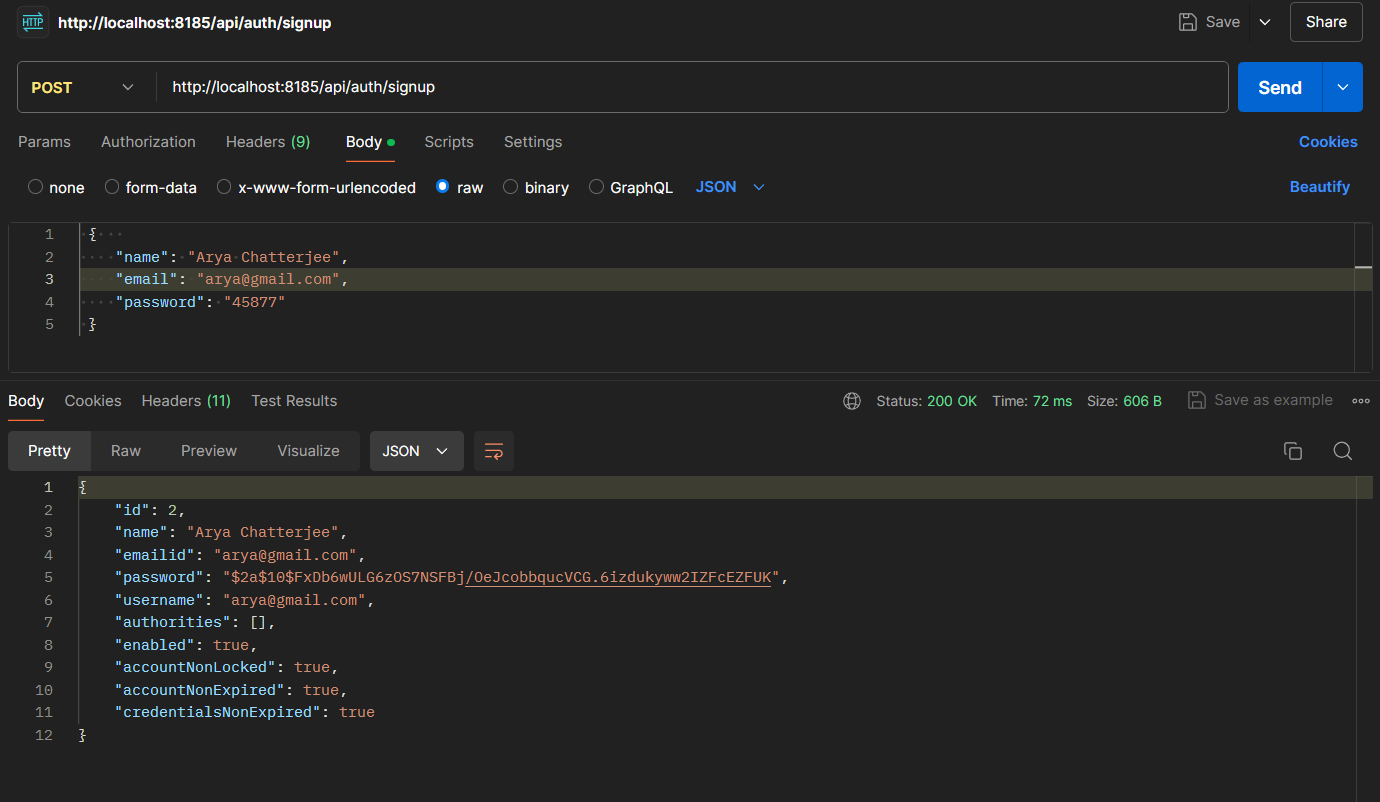 HTTP http://localhost:8185/api/auth/signup Save Share
POST http://localhost:8185/api/auth/signup Send
Params Authorization Headers (9) Body Scripts Settings Cookies
none form-data x-www-form-urlencoded raw binary GraphQL JSON Beautify
1 {
2 "name": "Arya Chatterjee",
3 "email": "arya@gmail.com",
4 "password": "45877"
5 }
Body Cookies Headers (11) Test Results Status: 200 OK Time: 72 ms Size: 606 B Save as example
Pretty Raw Preview Visualize JSON
1 {
2 "id": 2,
3 "name": "Arya Chatterjee",
4 "emailid": "arya@gmail.com",
5 "password": "$2a$10$FxDb6wULG6zOS7NSFBj/OeJcobbqucVCG.6izdukyww2IZFcEZFUK",
6 "username": "arya@gmail.com",
7 "authorities": [],
8 "enabled": true,
9 "accountNonLocked": true,
10 "accountNonExpired": true,
11 "credentialsNonExpired": true
12 }